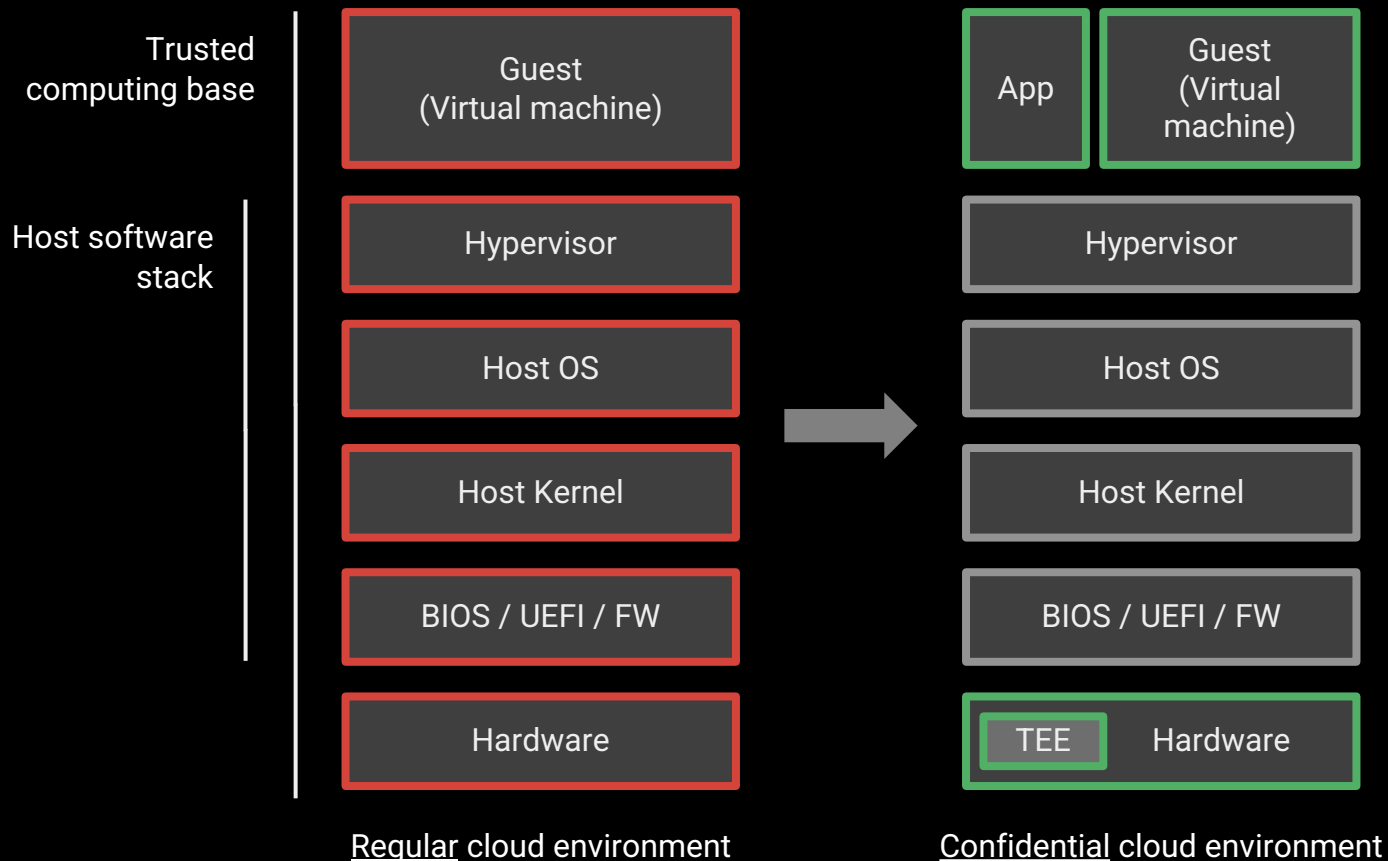 Trusted
computing base
Host software
stack
Guest
(Virtual machine)
Hypervisor
Host OS
Host Kernel
BIOS / UEFI / FW
Hardware
Regular cloud environment
App
Guest
(Virtual
machine)
Hypervisor
Host OS
Host Kernel
BIOS / UEFI / FW
TEE
Hardware
Confidential cloud environment